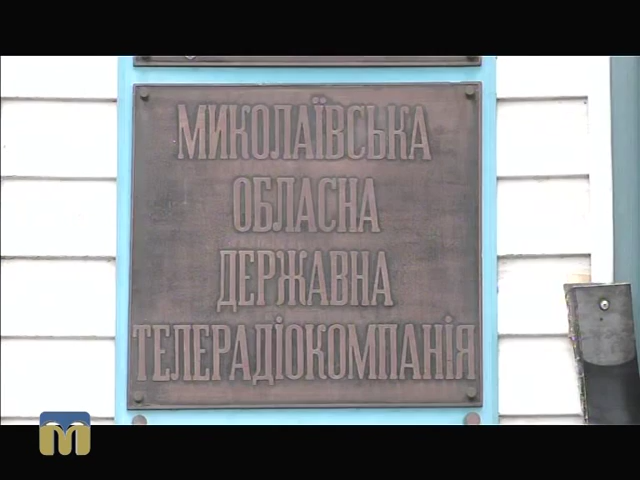 МИКОЛАЇВСЬКА
ОБЛАСНА
ДЕРЖАВНА
ТЕЛЕРАДІОКОМПАНІЯ
М